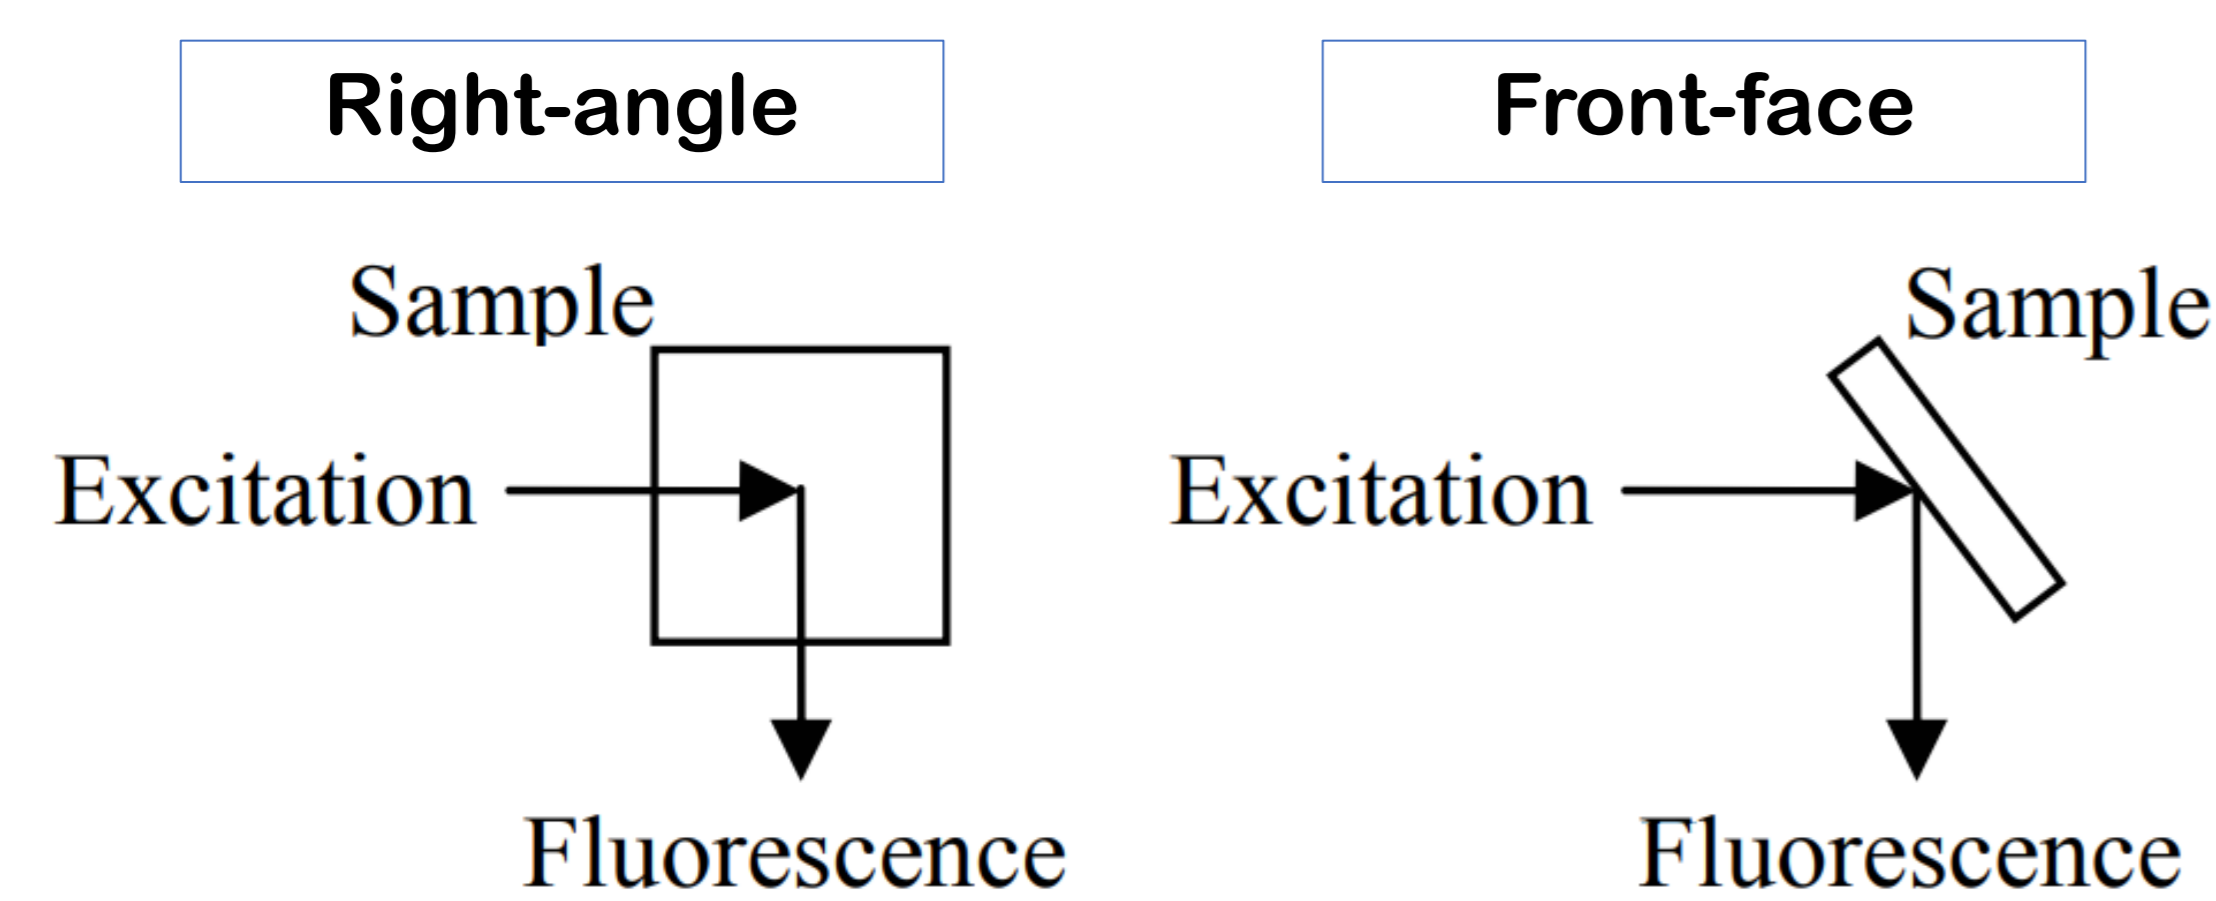 Right-angle
Sample
Excitation
Fluorescence
Front-face
Sample
Excitation
Fluorescence